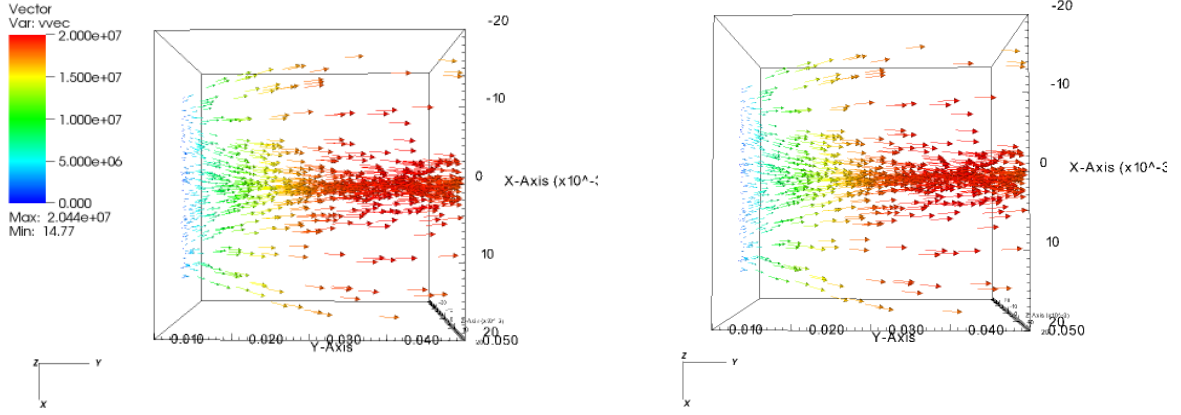 Vector
Var: vvec
2.000e+07
1.500e+07
1.000e+07
5.000e+06
0.000
Max: 2.044e+07
Min: 14.77
-20
-10
0
X-Axis (x10^-3
10
20
0.010 0.020 0.030 0.040 0.050
Y-Axis
Z Y
X
-20
-10
0
X-Axis (x10^-3
10
20
0.010 0.020 0.030 0.040 0.050
Y-Axis
Z Y
X